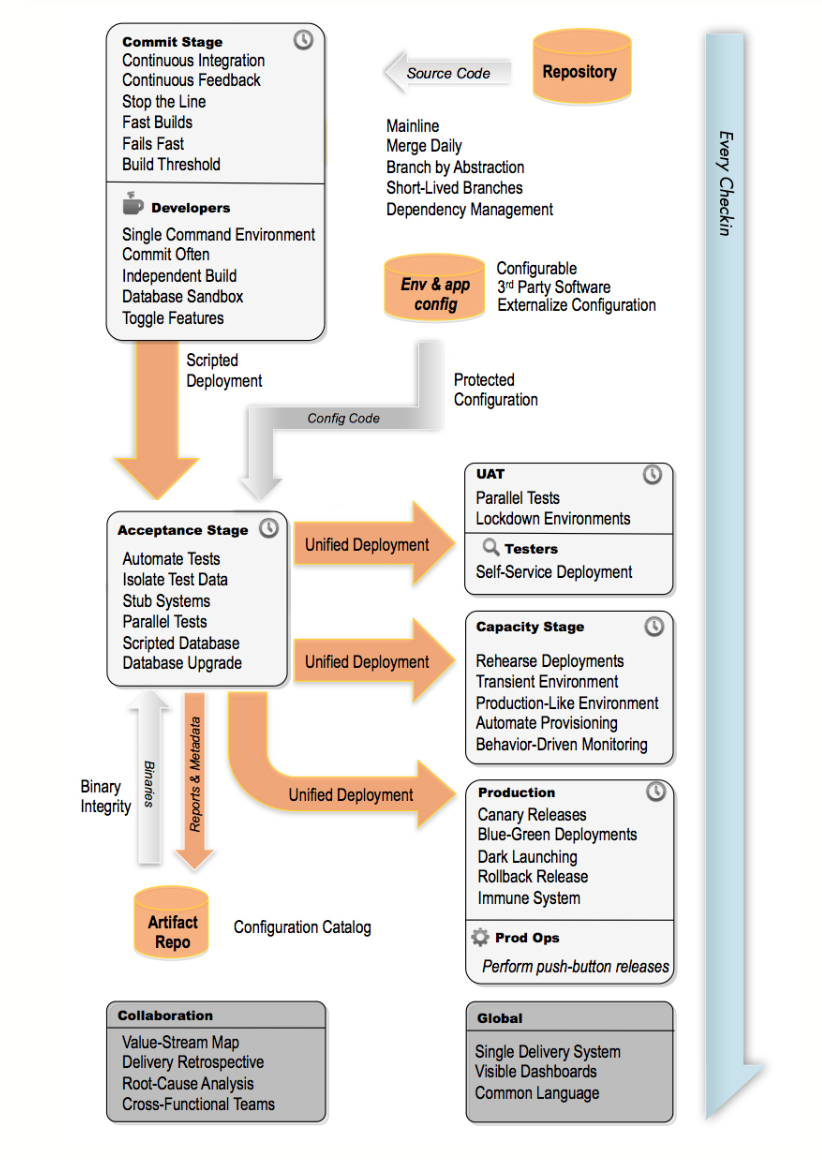 Commit Stage
Continuous Integration
Continuous Feedback
Stop the Line
Fast Builds
Fails Fast
Build Threshold
Developers
Single Command Environment
Commit Often
Independent Build
Database Sandbox
Toggle Features
Source Code
Repository
Mainline
Merge Daily
Branch by Abstraction
Short-Lived Branches
Dependency Management
Every Checkin
Env & app
config
Configurable
3rd Party Software
Externalize Configuration
Scripted
Deployment
Protected
Configuration
Config Code
Acceptance Stage
Automate Tests
Isolate Test Data
Stub Systems
Parallel Tests
Scripted Database
Database Upgrade
Unified Deployment
UAT
Parallel Tests
Lockdown Environments
Testers
Self-Service Deployment
Unified Deployment
Capacity Stage
Rehearse Deployments
Transient Environment
Production-Like Environment
Automate Provisioning
Behavior-Driven Monitoring
Unified Deployment
Production
Canary Releases
Blue-Green Deployments
Dark Launching
Rollback Release
Immune System
Prod Ops
Perform push-button releases
Binary
Integrity
Binaries
Reports & Metadata
Artifact
Repo
Configuration Catalog
Collaboration
Value-Stream Map
Delivery Retrospective
Root-Cause Analysis
Cross-Functional Teams
Global
Single Delivery System
Visible Dashboards
Common Language